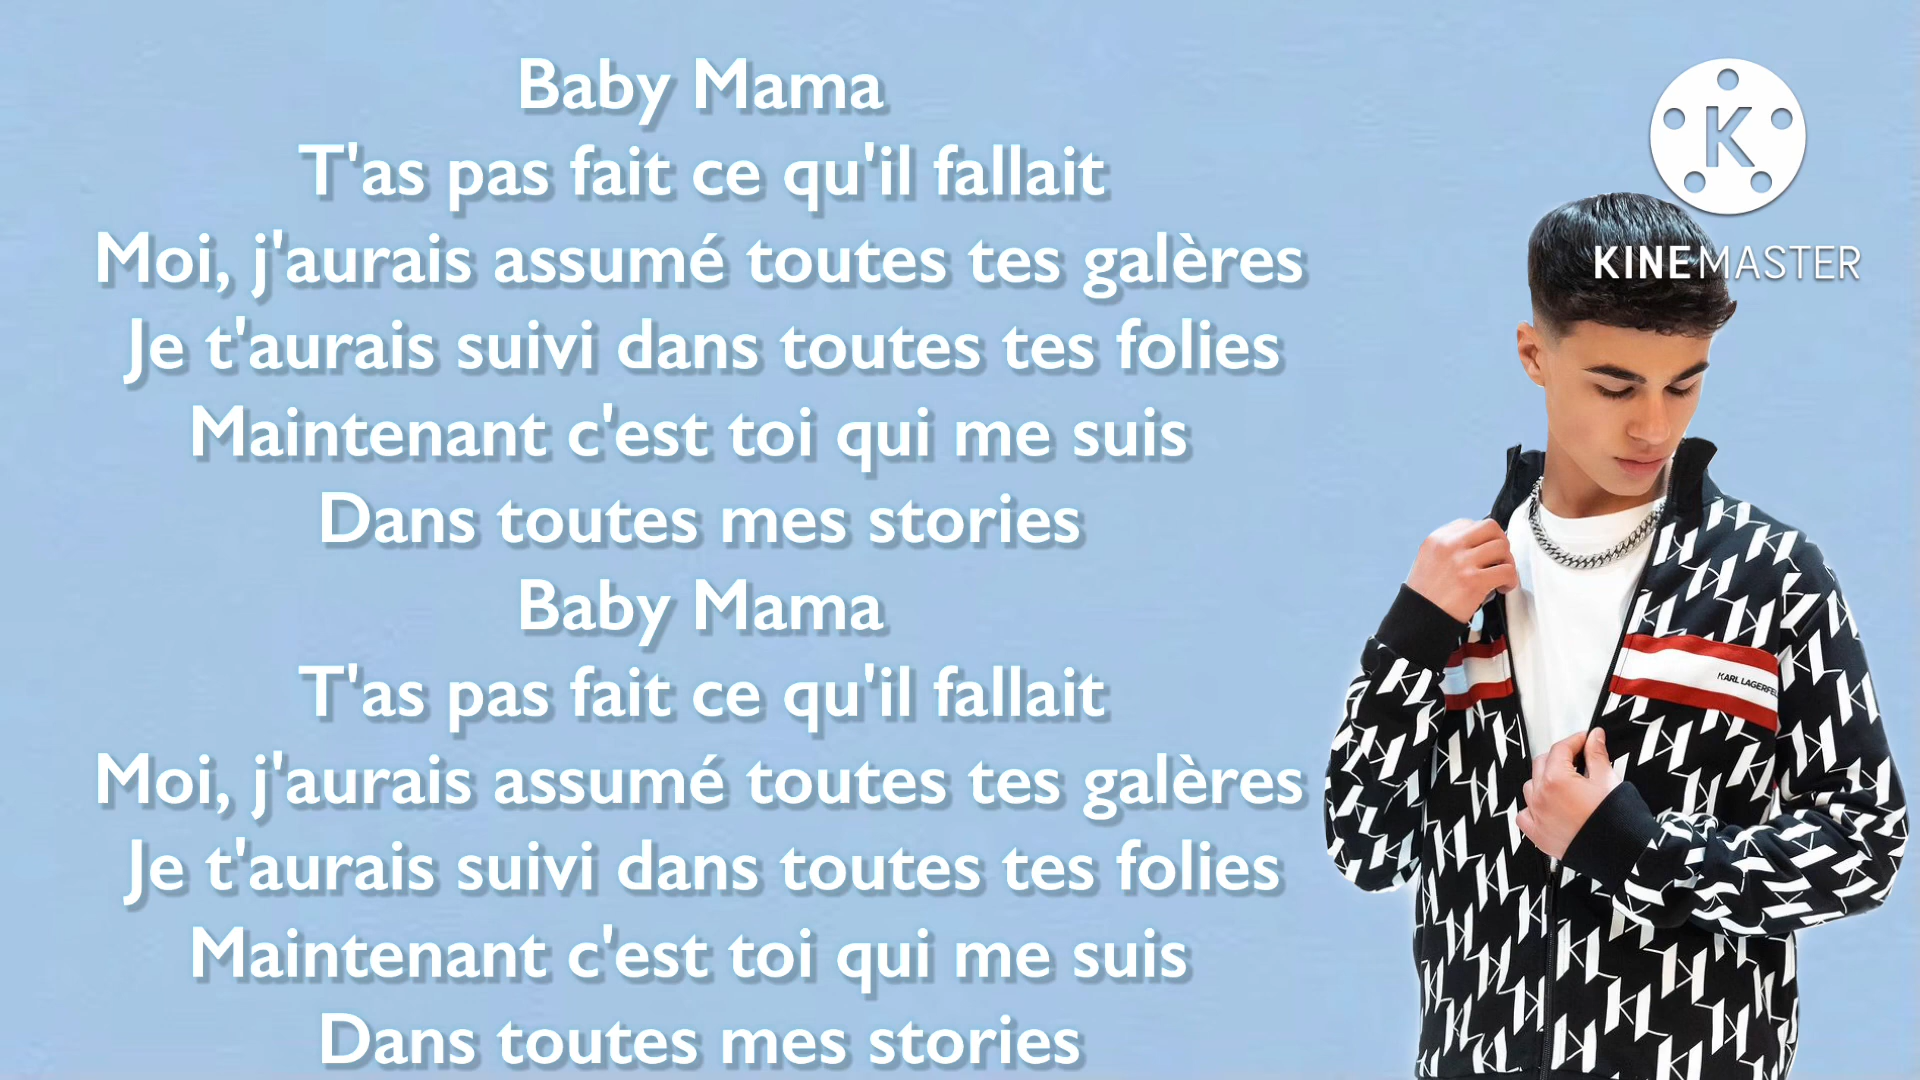 Baby Mama
T'as pas fait ce qu'il fallait
Moi, j'aurais assumé toutes tes galères
Je t'aurais suivi dans toutes tes folies
Maintenant c'est toi qui me suis
Dans toutes mes stories
Baby Mama
T'as pas fait ce qu'il fallait
Moi, j'aurais assumé toutes tes galères
Je t'aurais suivi dans toutes tes folies
Maintenant c'est toi qui me suis
Dans toutes mes stories
K
KINEMASTER
KARL LAGERFEL